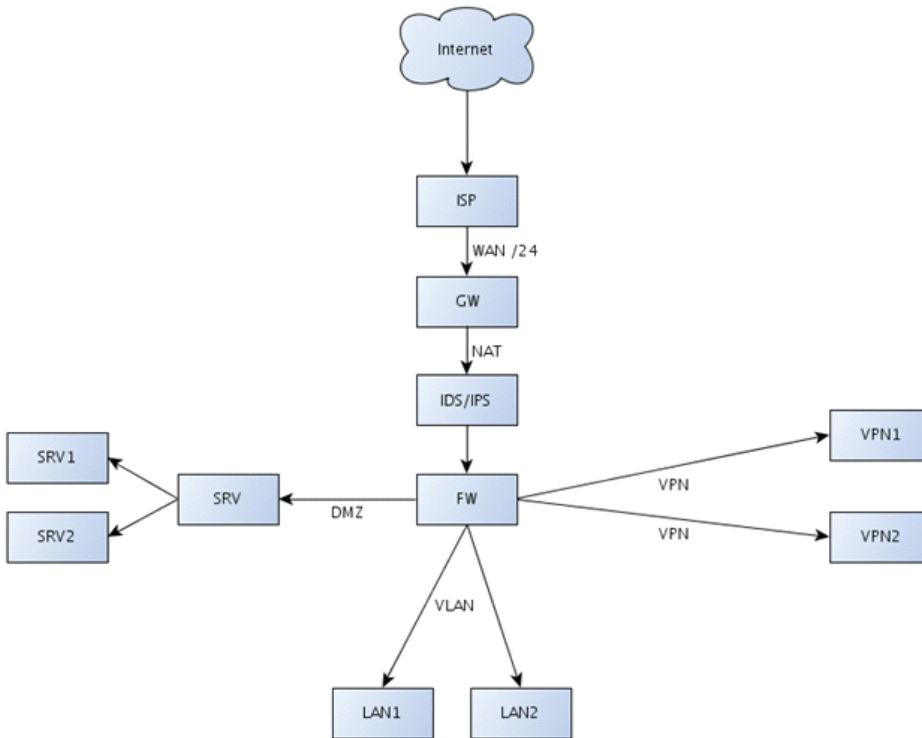 Internet
ISP
WAN /24
GW
NAT
IDS/IPS
SRV1
SRV
SRV2
DMZ
FW
VPN
VPN1
VPN
VPN2
VLAN
LAN1
LAN2